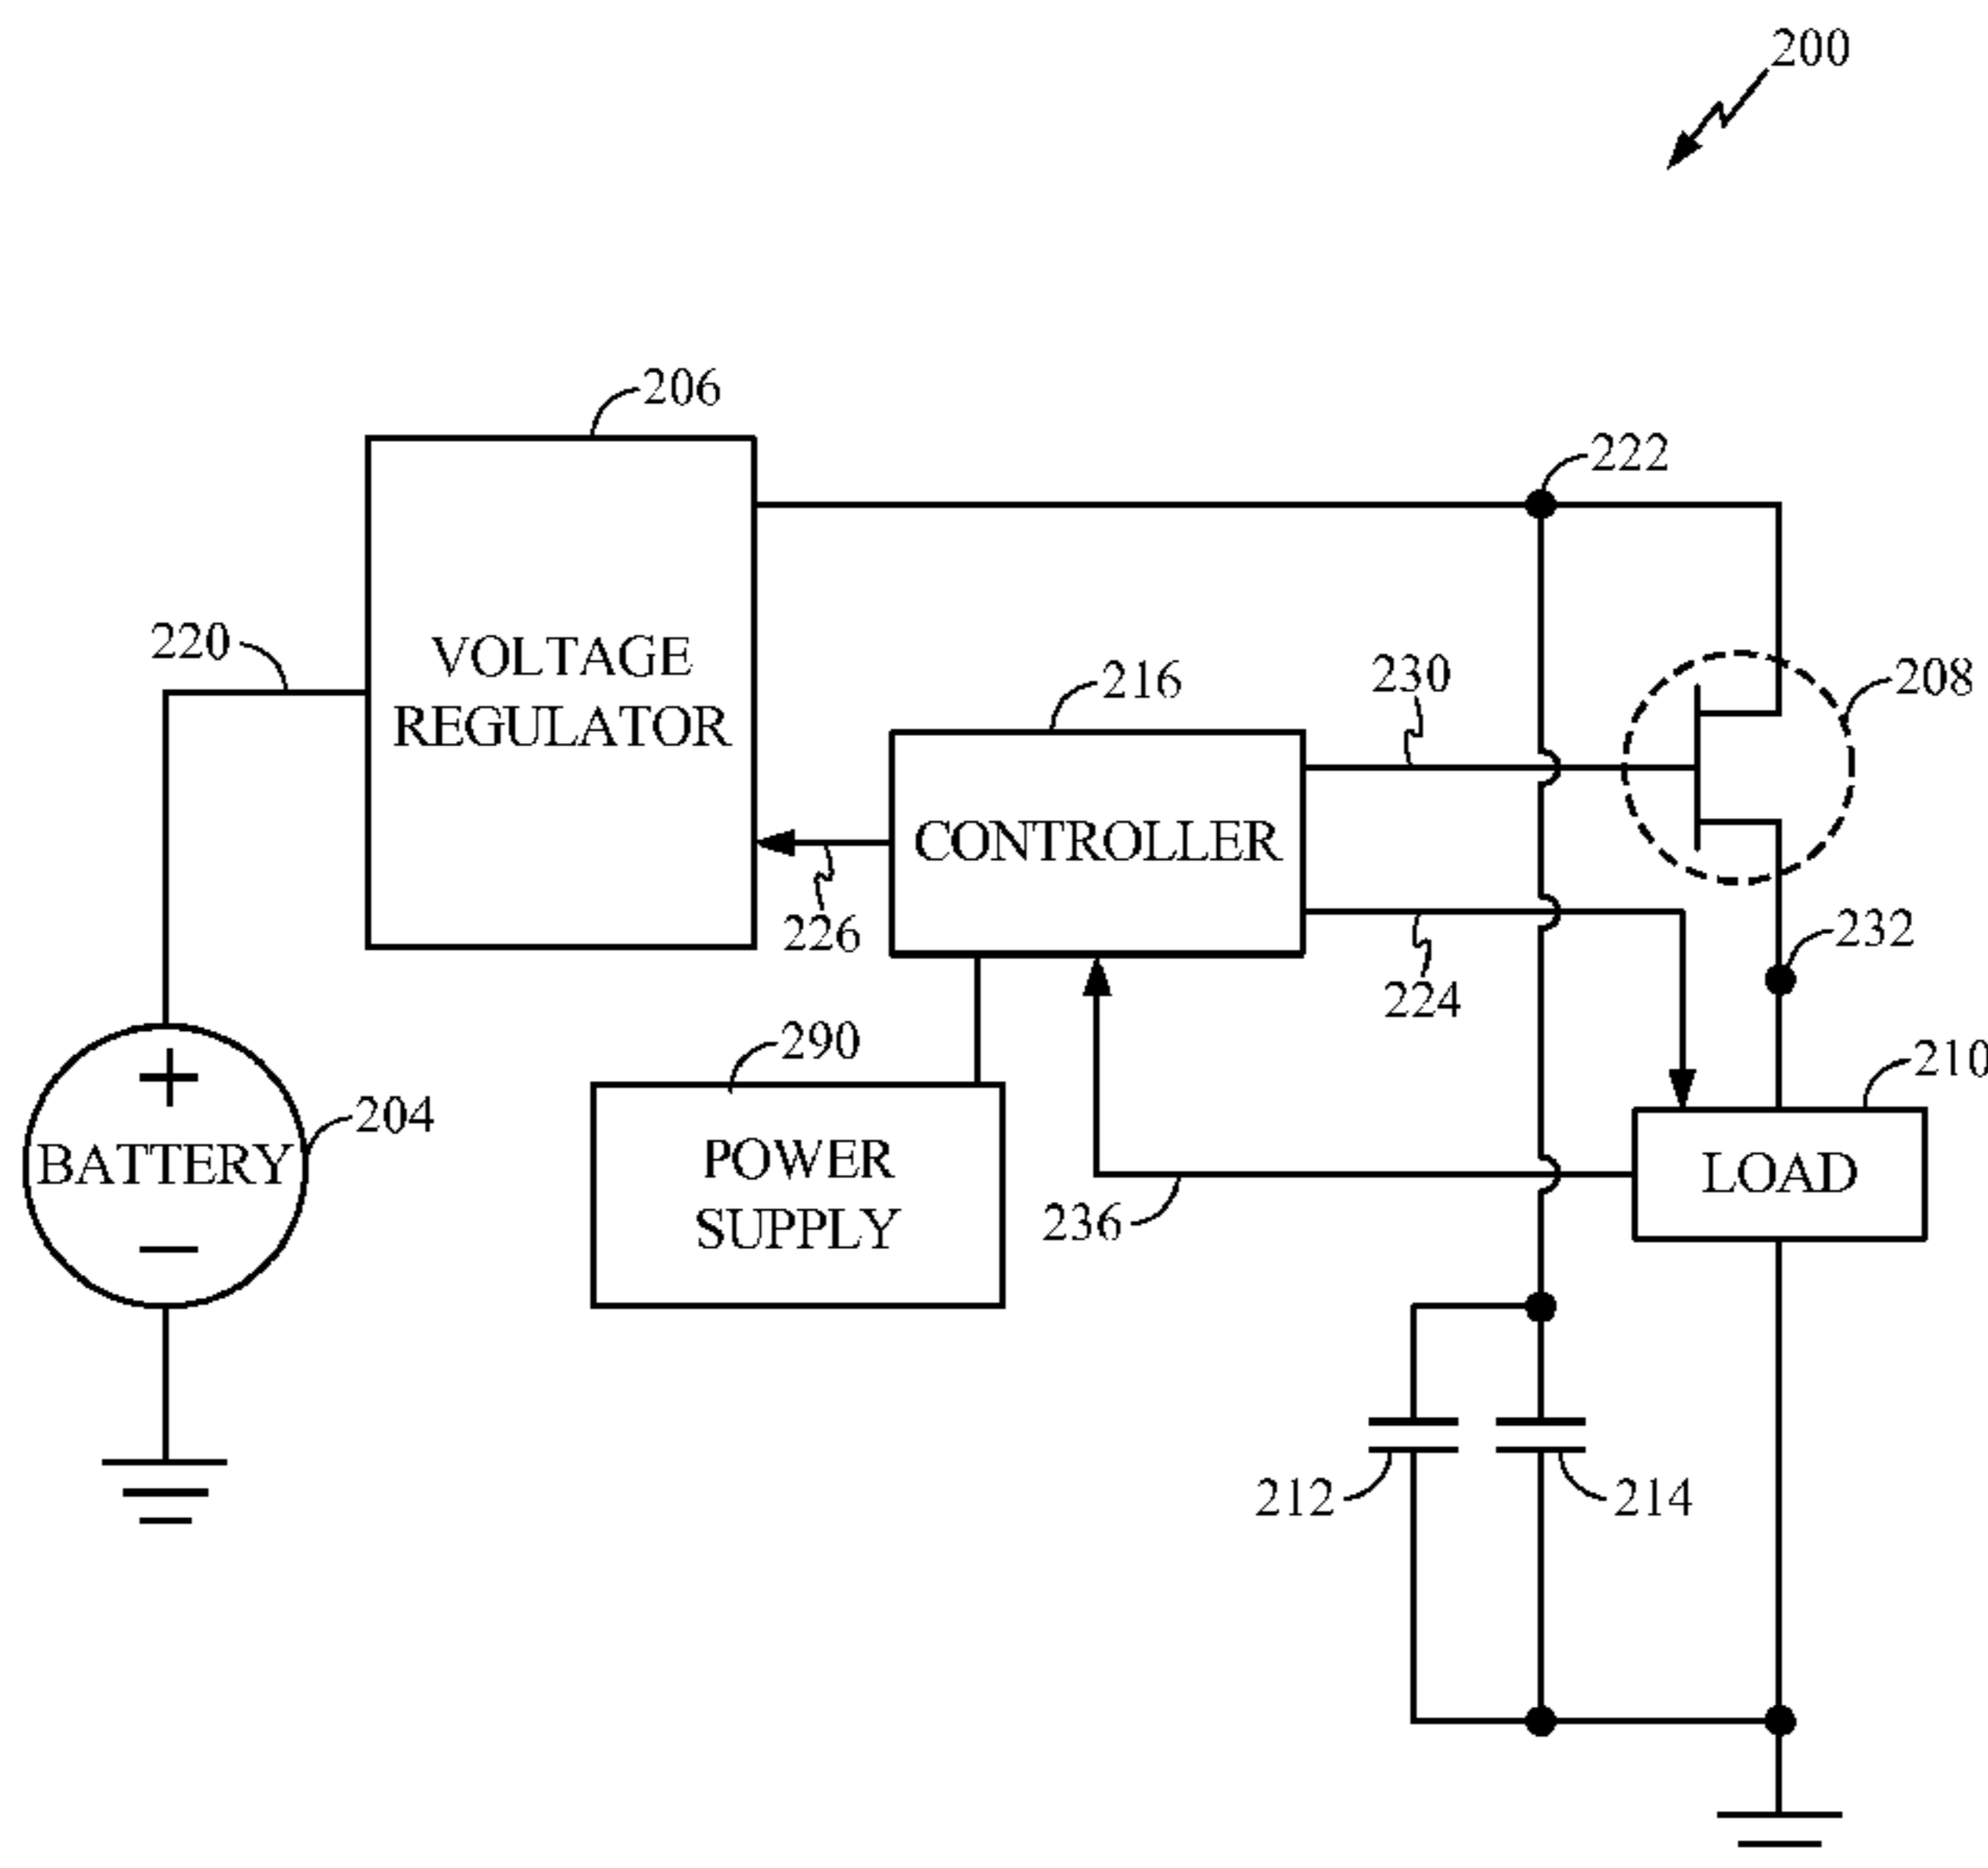 200
206
222
220
VOLTAGE
REGULATOR
216
230
208
CONTROLLER
226
224
232
290
210
BATTERY
204
POWER
SUPPLY
LOAD
236
212
214